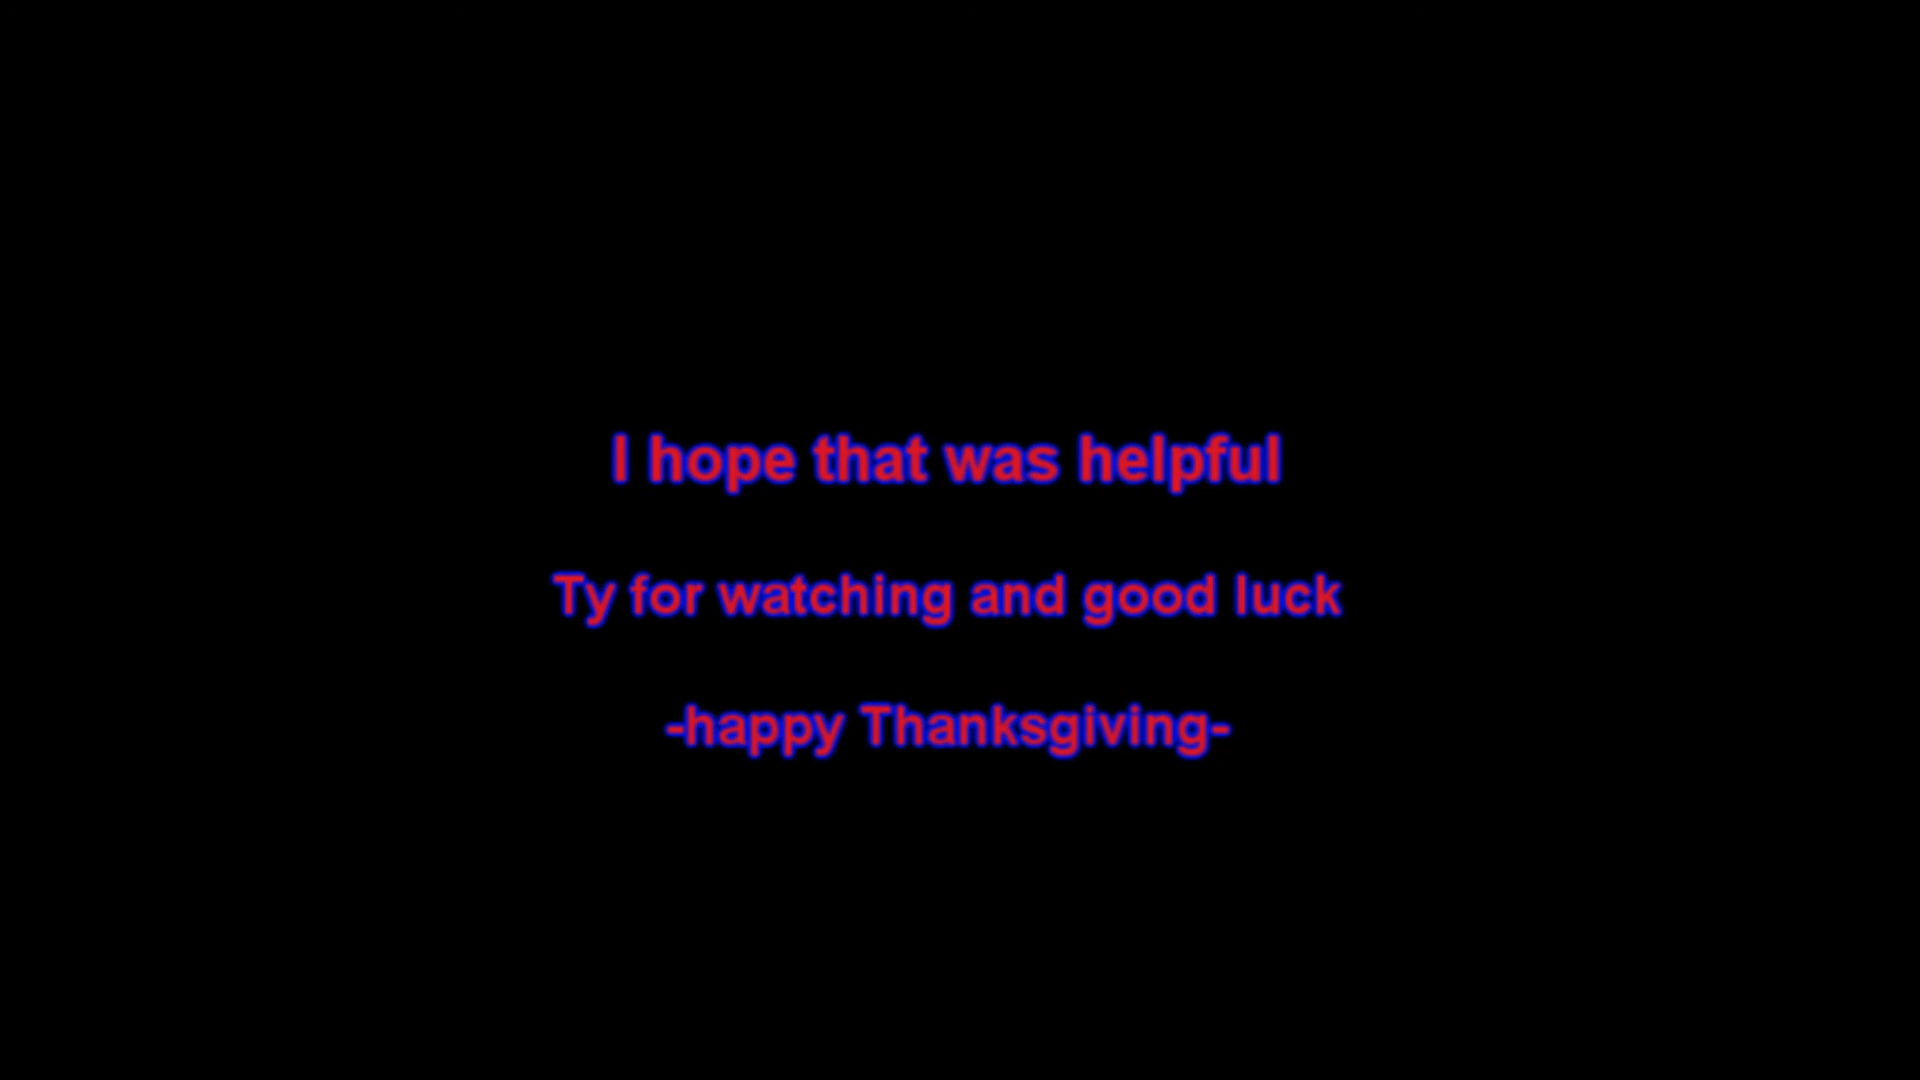 I hope that was helpful
Ty for watching and good luck
-happy Thanksgiving-